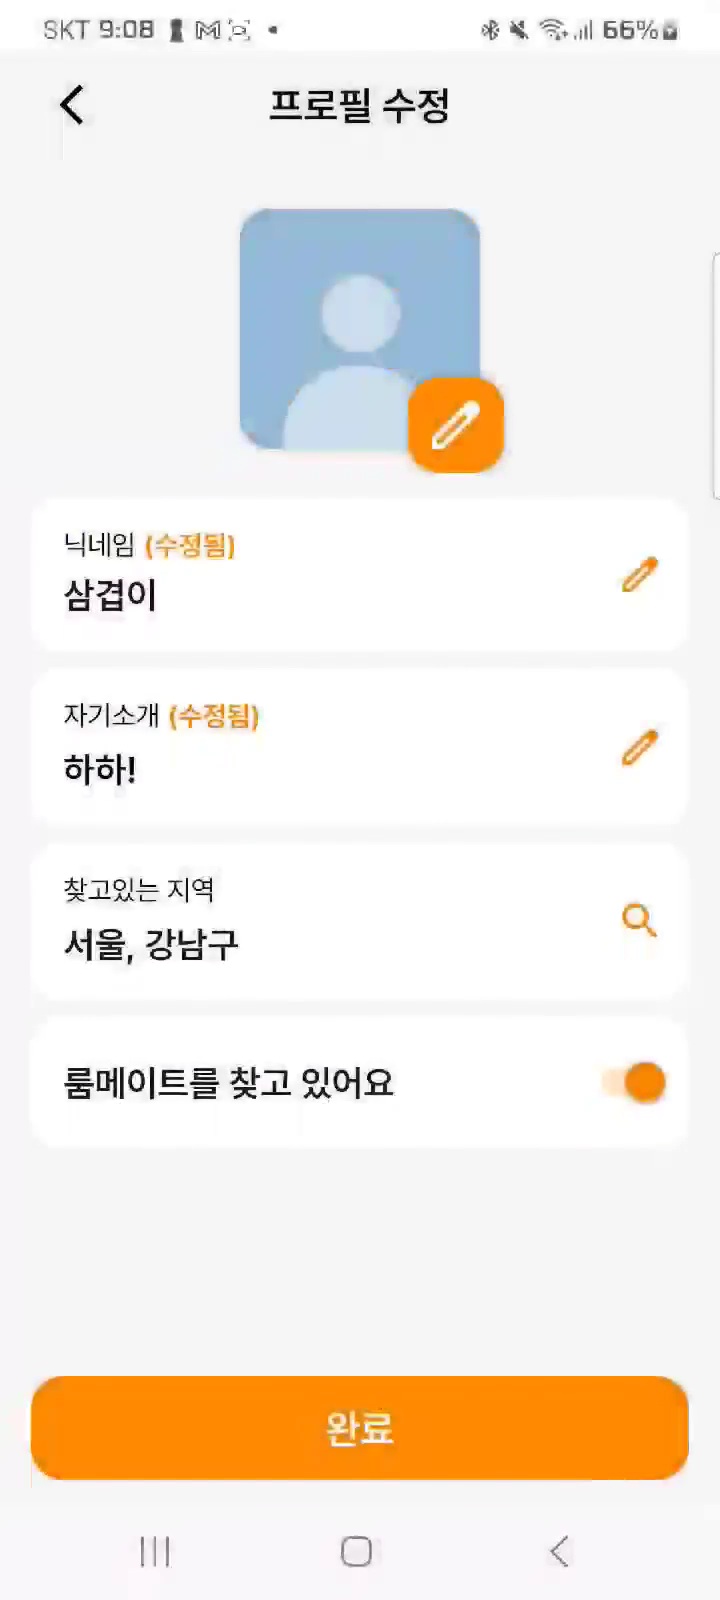 SKT 9:08
66%
프로필 수정
닉네임 (수정됨)
삼겹이
자기소개 (수정됨)
하하!
찾고있는 지역
서울, 강남구
룸메이트를 찾고 있어요
완료